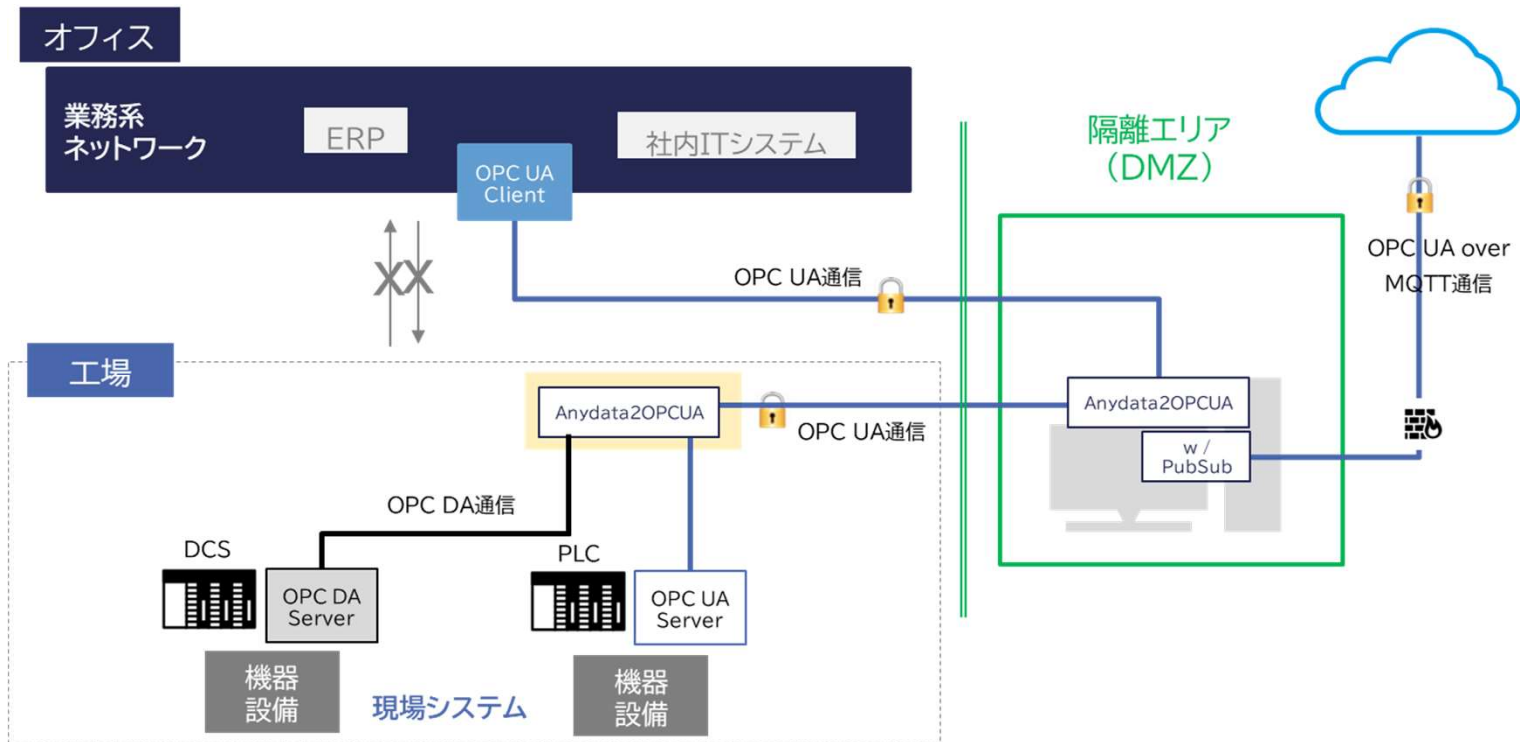 オフィス
業務系
ネットワーク
ERP
社内ITシステム
OPC UA
Client
隔離エリア
(DMZ)
OPC UA over
MQTT通信
OPC UA通信
X X
工場
Anydata2OPCUA
OPC UA通信
Anydata2OPCUA
w /
PubSub
OPC DA通信
DCS
OPC DA
Server
PLC
OPC UA
Server
機器
設備
現場システム
機器
設備